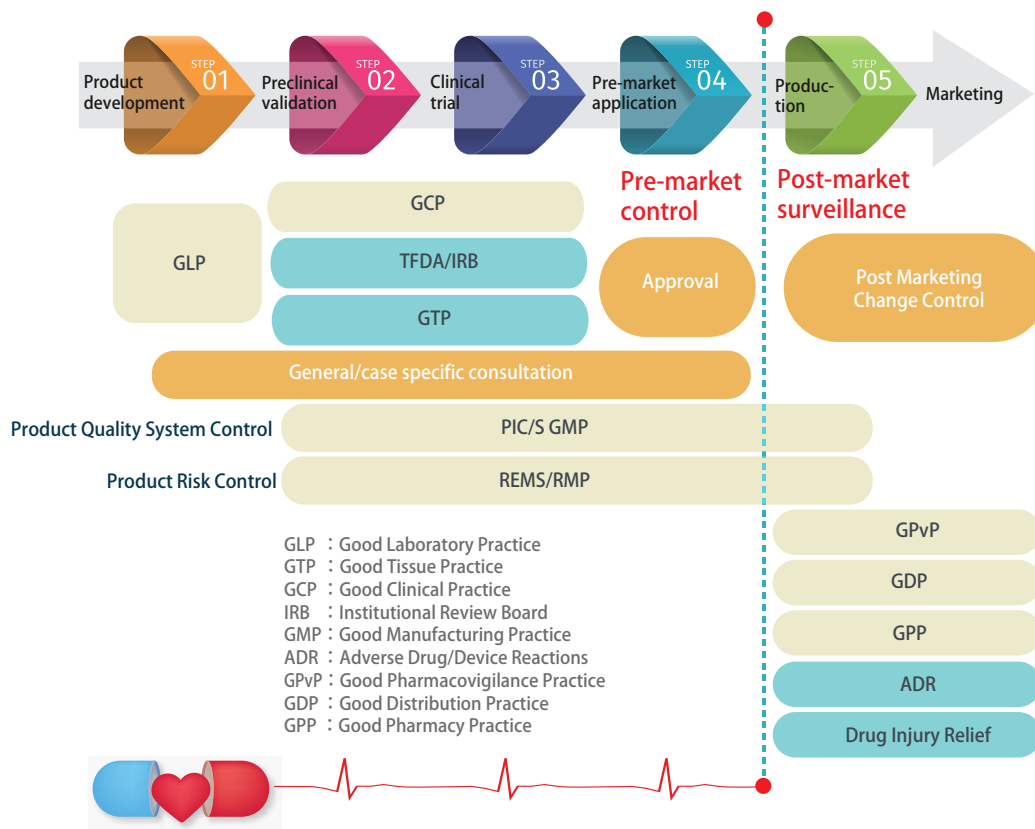 STEP
01
Product
development
STEP
02
Preclinical
validation
STEP
03
Clinical
trial
STEP
04
Pre-market
application
STEP
05
Produc-
tion
Marketing
Pre-market
control
Post-market
surveillance
GLP
GCP
TFDA/IRB
GTP
Approval
Post Marketing
Change Control
General/case specific consultation
Product Quality System Control
PIC/S GMP
Product Risk Control
REMS/RMP
GLP : Good Laboratory Practice
GTP : Good Tissue Practice
GCP : Good Clinical Practice
IRB : Institutional Review Board
GMP : Good Manufacturing Practice
ADR : Adverse Drug/Device Reactions
GPvP : Good Pharmacovigilance Practice
GDP : Good Distribution Practice
GPP : Good Pharmacy Practice
GPvP
GDP
GPP
ADR
Drug Injury Relief